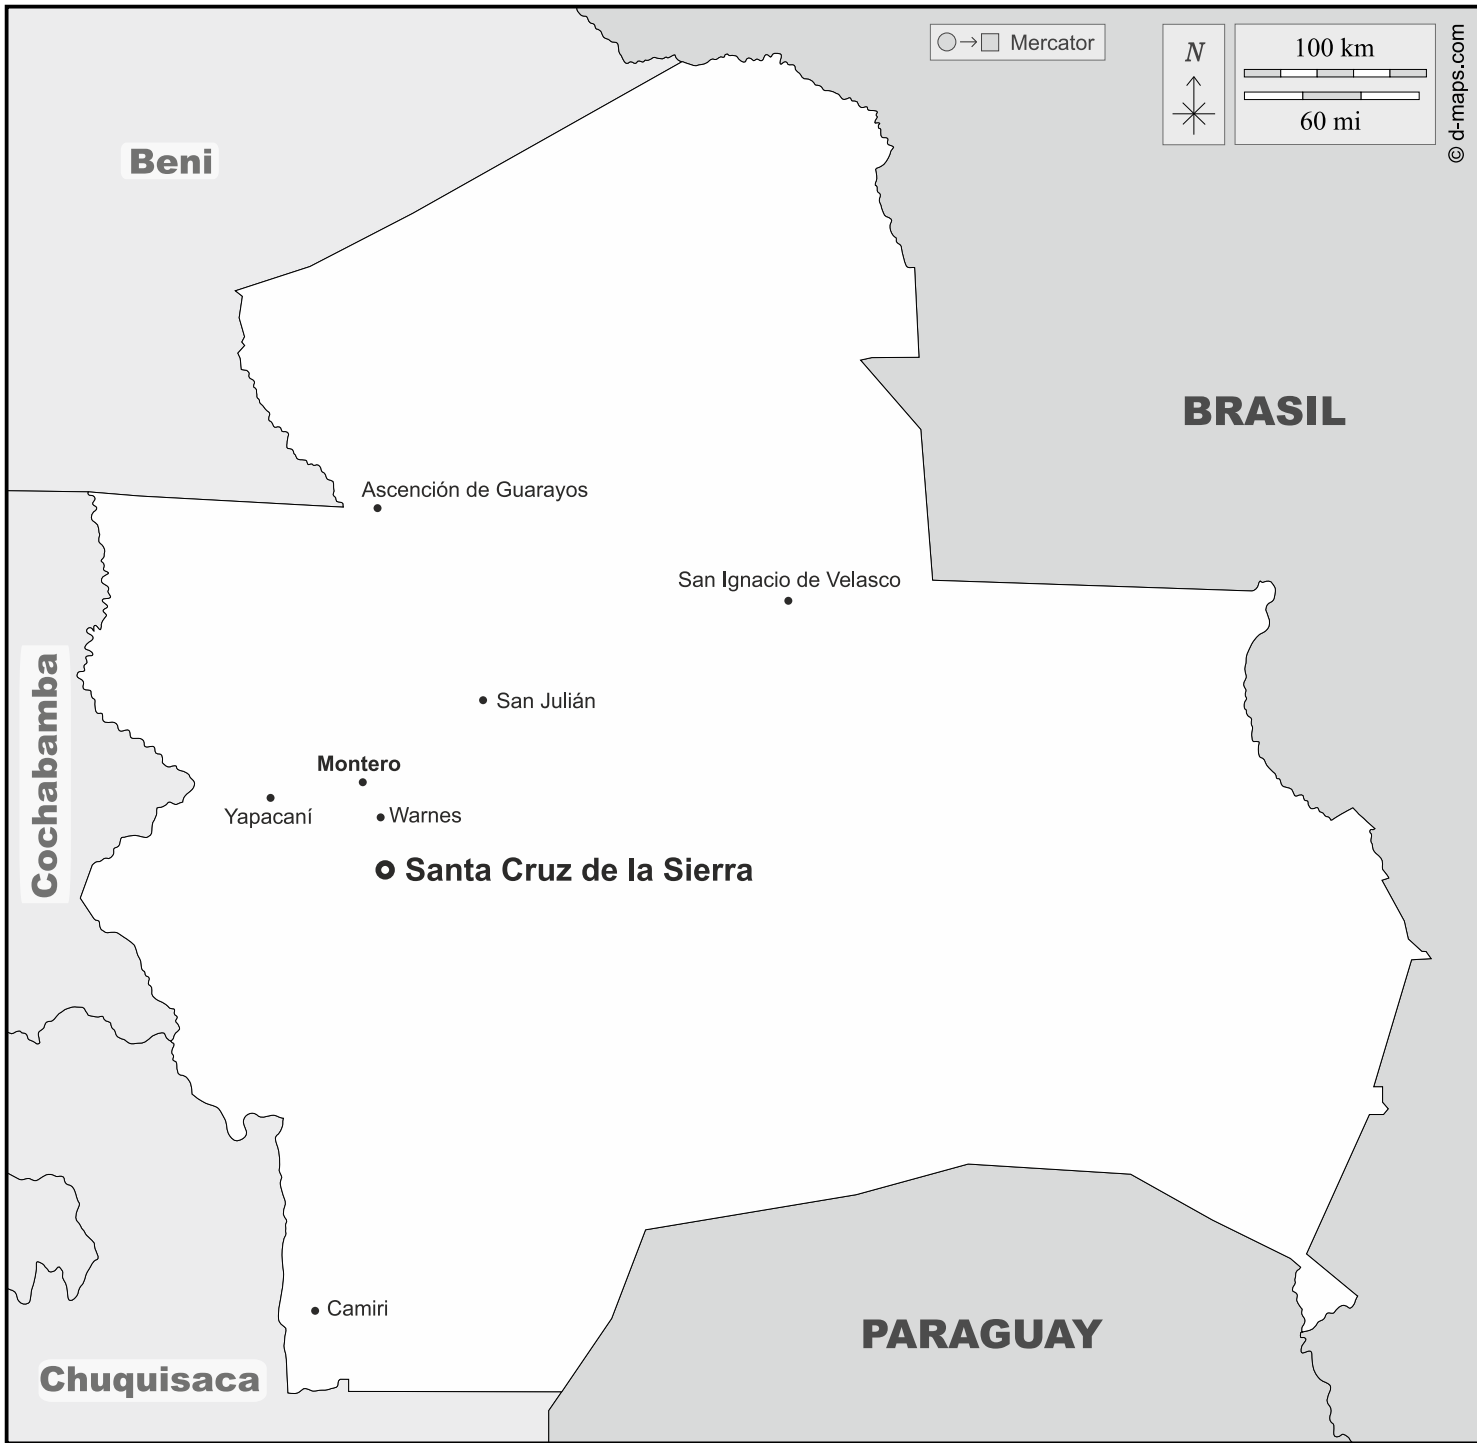 Mercator
N
100 km
60 mi
© d-maps.com
Beni
BRASIL
Ascención de Guarayos
San Ignacio de Velasco
Cochabamba
San Julián
Montero
Yapacaní
Warnes
Santa Cruz de la Sierra
Camiri
PARAGUAY
Chuquisaca